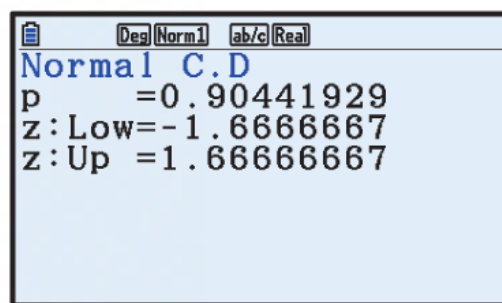 Deg Norm1 ab/c Real
Normal C.D
p =0.90441929
z:Low=-1.6666667
z:Up =1.66666667